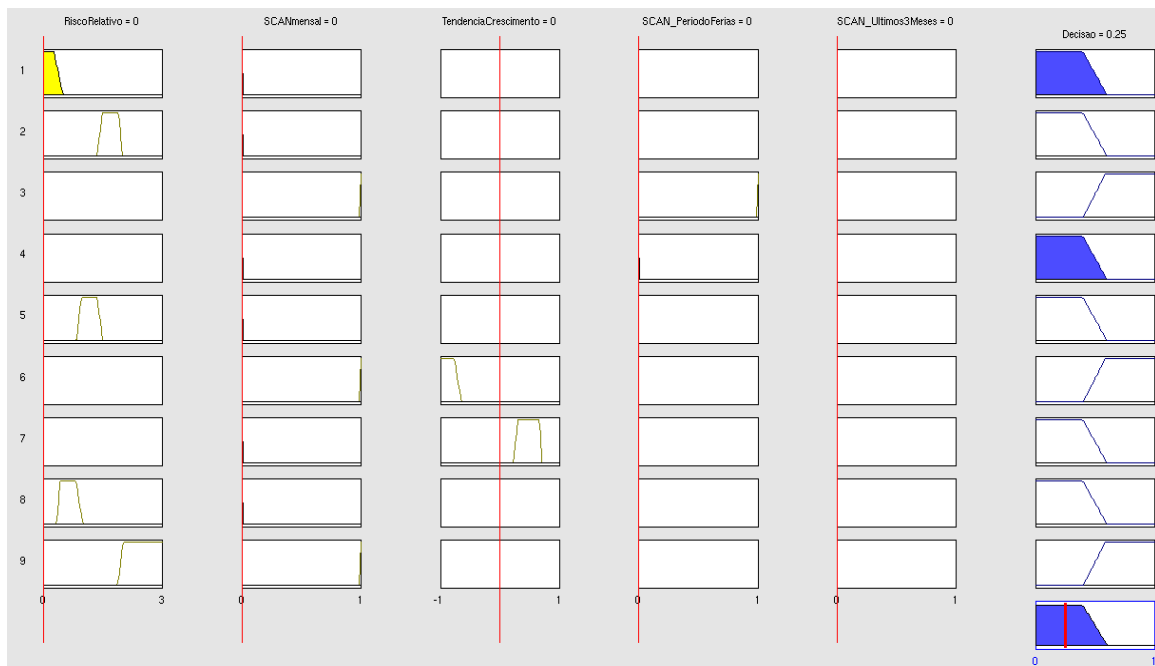 RiscoRelativo = 0
SCANmensal = 0
TendenciaCrescimento = 0
SCAN_PeriodoFerias = 0
SCAN_Ultimos3Meses = 0
Decisao = 0.25
1
2
3
4
5
6
7
8
9
0 3
0 1
-1 1
0 1
0 1
0 1